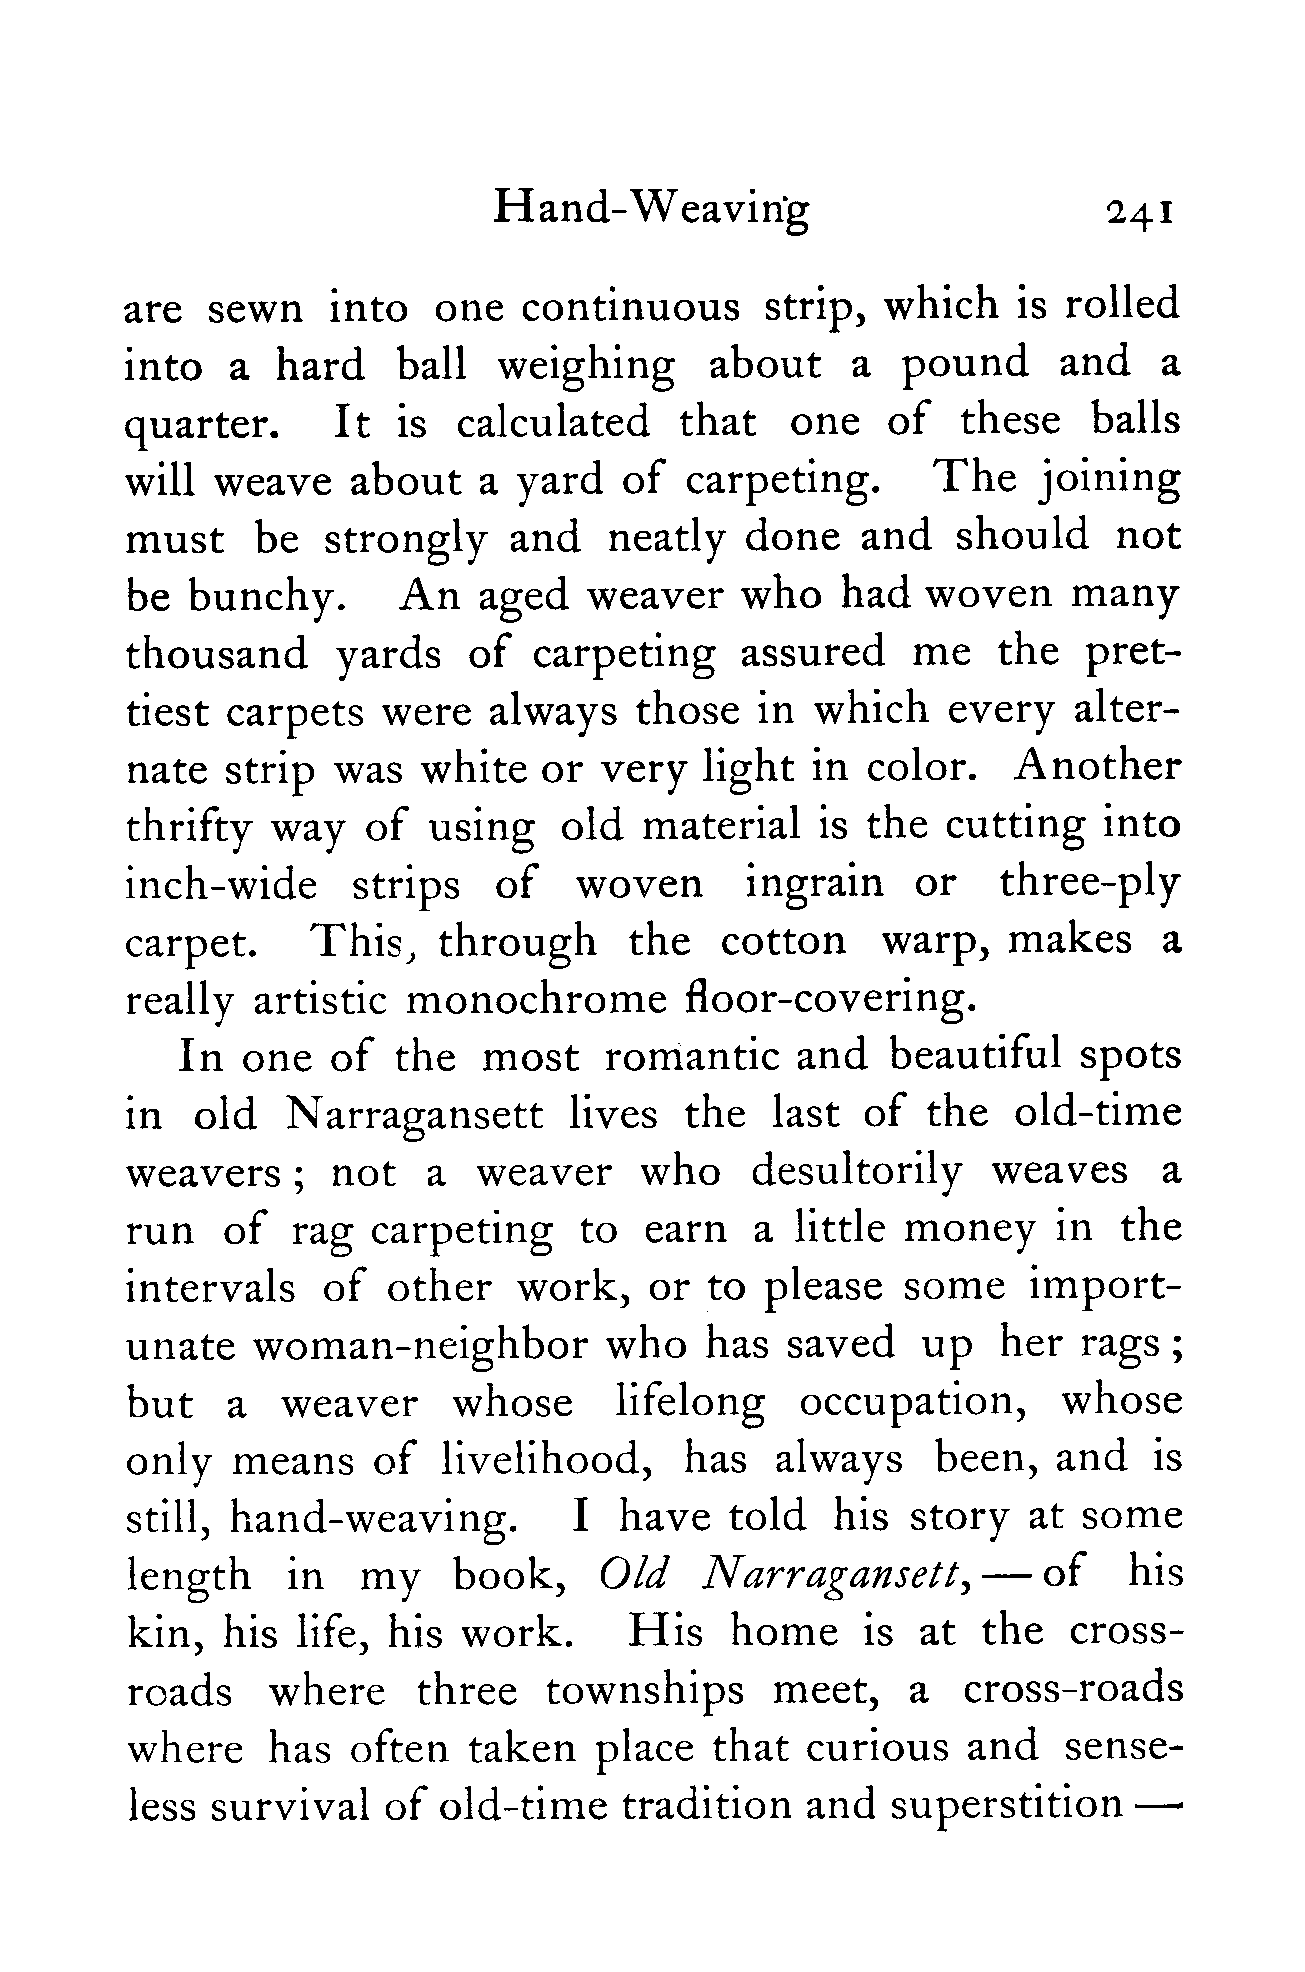 Hand-Weaving 241
are sewn into one continuous strip, which is rolled
into a hard ball weighing about a pound and a
quarter. It is calculated that one of these balls
will weave about a yard of carpeting. The joining
must be strongly and neatly done and should not
be bunchy. An aged weaver who had woven many
thousand yards of carpeting assured me the pret-
tiest carpets were always those in which every alter-
nate strip was white or very light in color. Another
thrifty way of using old material is the cutting into
inch-wide strips of woven ingrain or three-ply
carpet. This, through the cotton warp, makes a
really artistic monochrome floor-covering.
In one of the most romantic and beautiful spots
in old Narragansett lives the last of the old-time
weavers ; not a weaver who desultorily weaves a
run of rag carpeting to earn a little money in the
intervals of other work, or to please some import-
unate woman-neighbor who has saved up her rags ;
but a weaver whose lifelong occupation, whose
only means of livelihood, has always been, and is
still, hand-weaving. I have told his story at some
length in my book, Old Narragansett, — of his
kin, his life, his work. His home is at the cross-
roads where three townships meet, a cross-roads
where has often taken place that curious and sense-
less survival of old-time tradition and superstition —